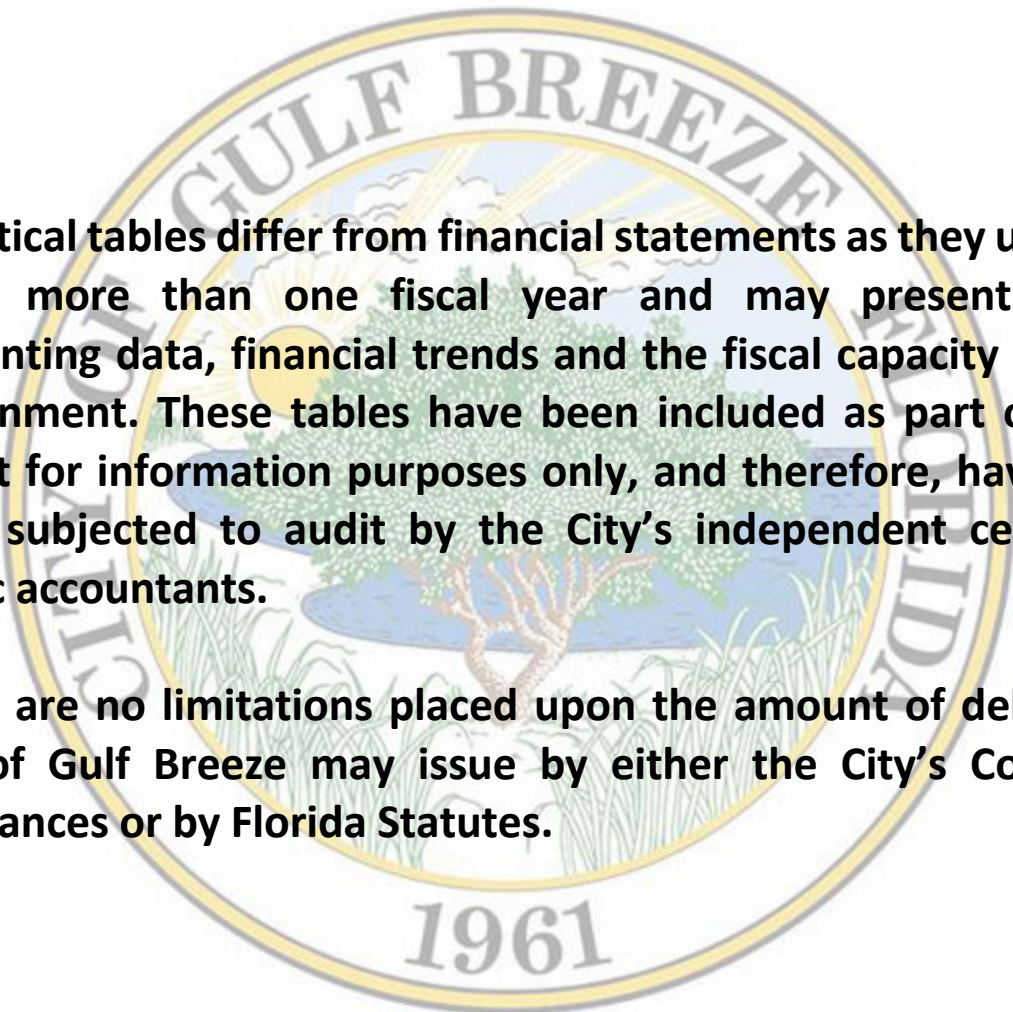 CITY OF GULF BREEZE FLORIDA
tical tables differ from financial statements as they u
more than one fiscal year and may present
nting data, financial trends and the fiscal capacity
nment. These tables have been included as part o
t for information purposes only, and therefore, hav
subjected to audit by the City’s independent ce
c accountants.
are no limitations placed upon the amount of de
of Gulf Breeze may issue by either the City’s Co
ances or by Florida Statutes.
1961